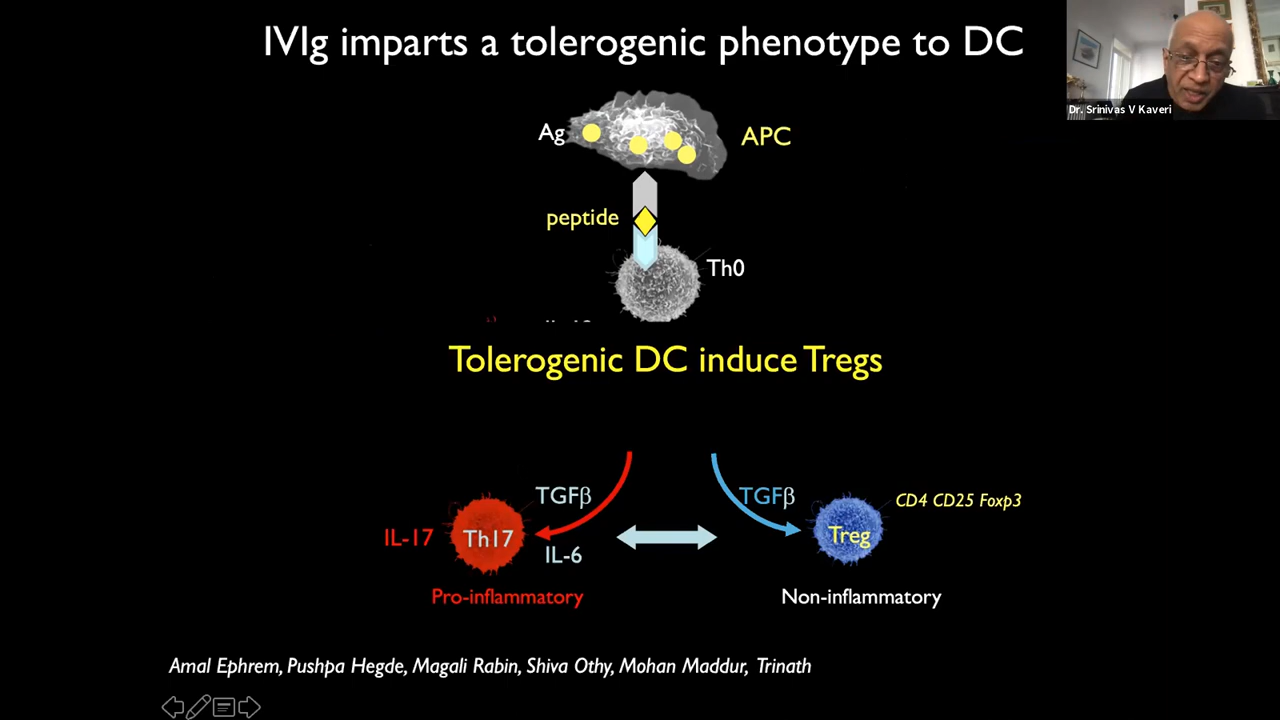 IVIg imparts a tolerogenic phenotype to DC
Dr. Srinivas V Kaveri
Ag
APC
peptide
Th0
Tolerogenic DC induce Tregs
TGFβ
TGFβ
CD4 CD25 Foxp3
IL-17
Th17
Treg
IL-6
Pro-inflammatory
Non-inflammatory
Amal Ephrem, Pushpa Hegde, Magali Rabin, Shiva Othy, Mohan Maddur, Trinath